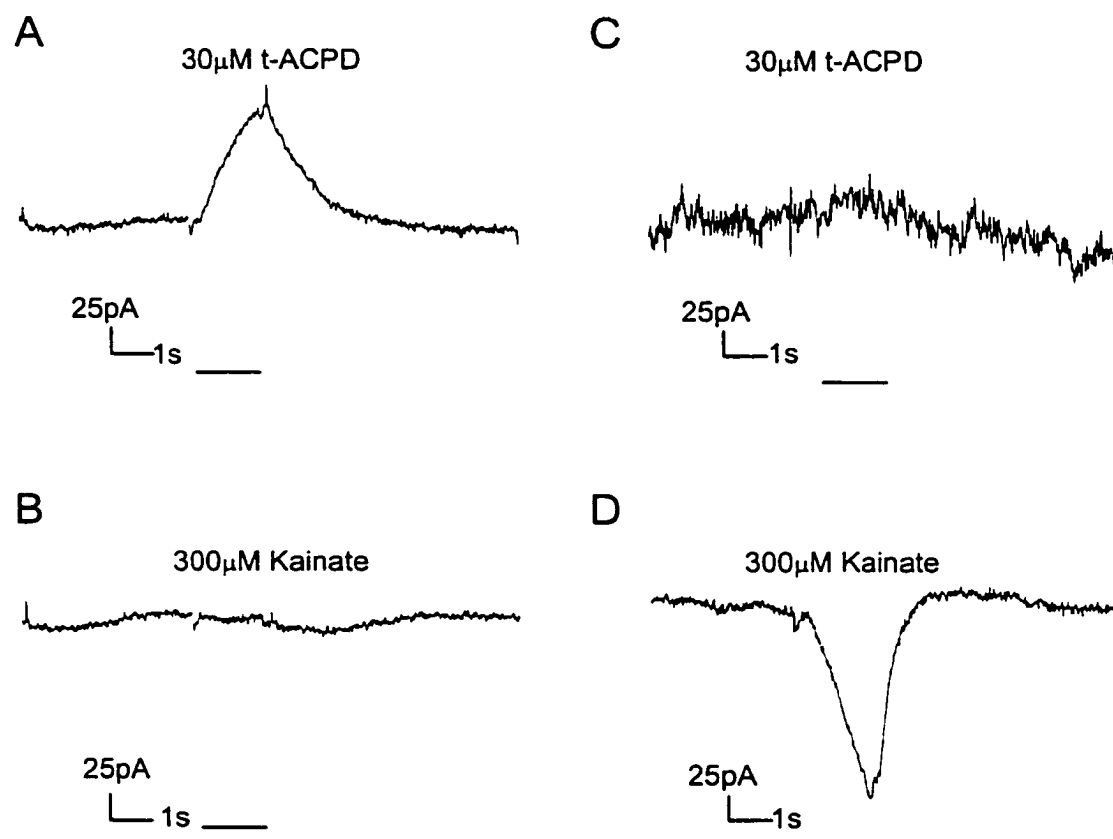 A
30μM t-ACPD
25pA
1s
C
30μM t-ACPD
25pA
1s
B
300μM Kainate
25pA
1s
D
300μM Kainate
25pA
1s